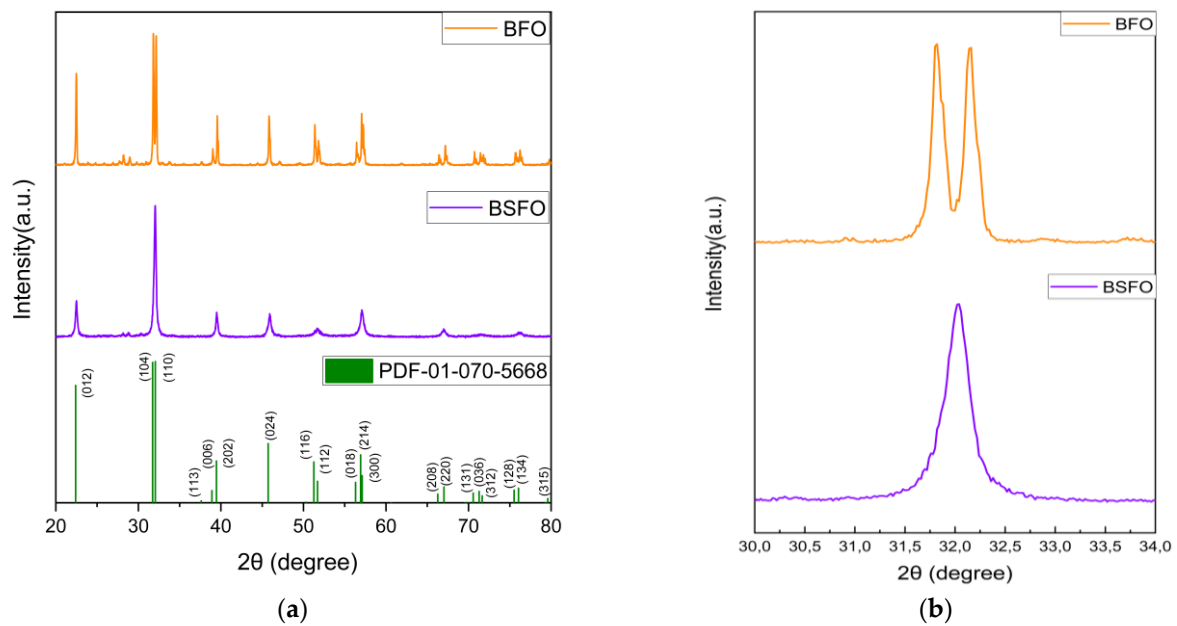 BFO
BSFO
PDF-01-070-5668
Intensity(a.u.)
(012)
(104)
(110)
(113)
(006)
(202)
(024)
(116)
(112)
(018)
(214)
(300)
(208)
(220)
(131)
(036)
(312)
(128)
(134)
(315)
20 30 40 50 60 70 80
2θ (degree)
(a)
BFO
BSFO
Intensity(a.u.)
30,0 30,5 31,0 31,5 32,0 32,5 33,0 33,5 34,0
2θ (degree)
(b)